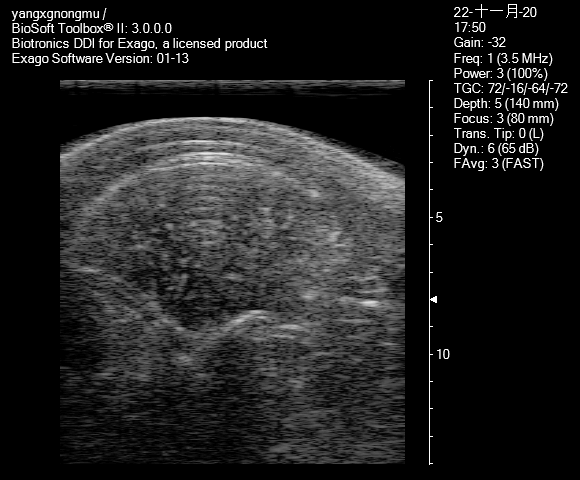 yangxgnongmu /
BioSoft Toolbox® II: 3.0.0.0
Biotronics DDI for Exago, a licensed product
Exago Software Version: 01-13
22-十一月-20
17:50
Gain: -32
Freq: 1 (3.5 MHz)
Power: 3 (100%)
TGC: 72/-16/-64/-72
Depth: 5 (140 mm)
Focus: 3 (80 mm)
Trans. Tip: 0 (L)
Dyn.: 6 (65 dB)
FAvg: 3 (FAST)
5
10